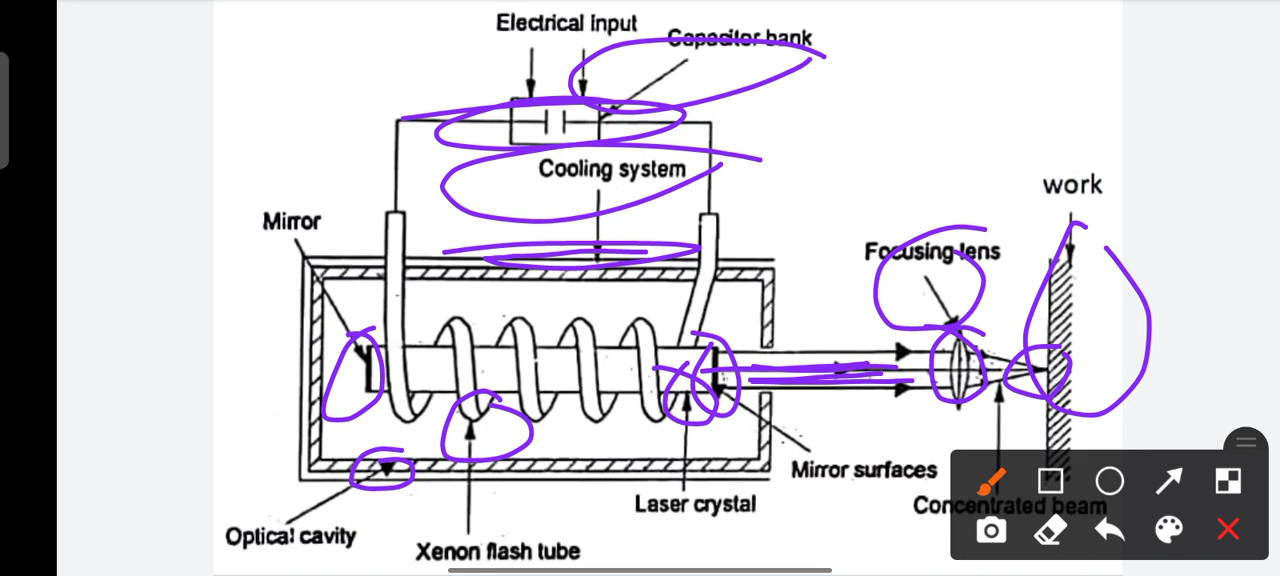 Electrical input
Capacitor bank
Cooling system
work
Mirror
Focusing lens
Mirror surfaces
Laser crystal
Concentrated beam
Optical cavity
Xenon flash tube